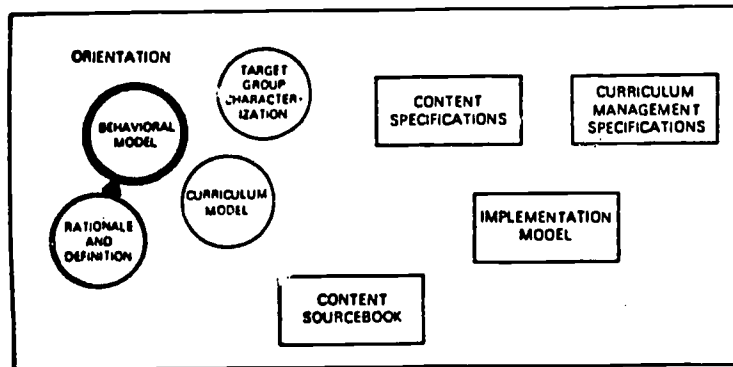 ORIENTATION
TARGET
GROUP
CHARACTER-
IZATION
BEHAVIORAL
MODEL
CONTENT
SPECIFICATIONS
CURRICULUM
MANAGEMENT
SPECIFICATIONS
CURRICULUM
MODEL
RATIONALE
AND
DEFINITION
IMPLEMENTATION
MODEL
CONTENT
SOURCEBOOK